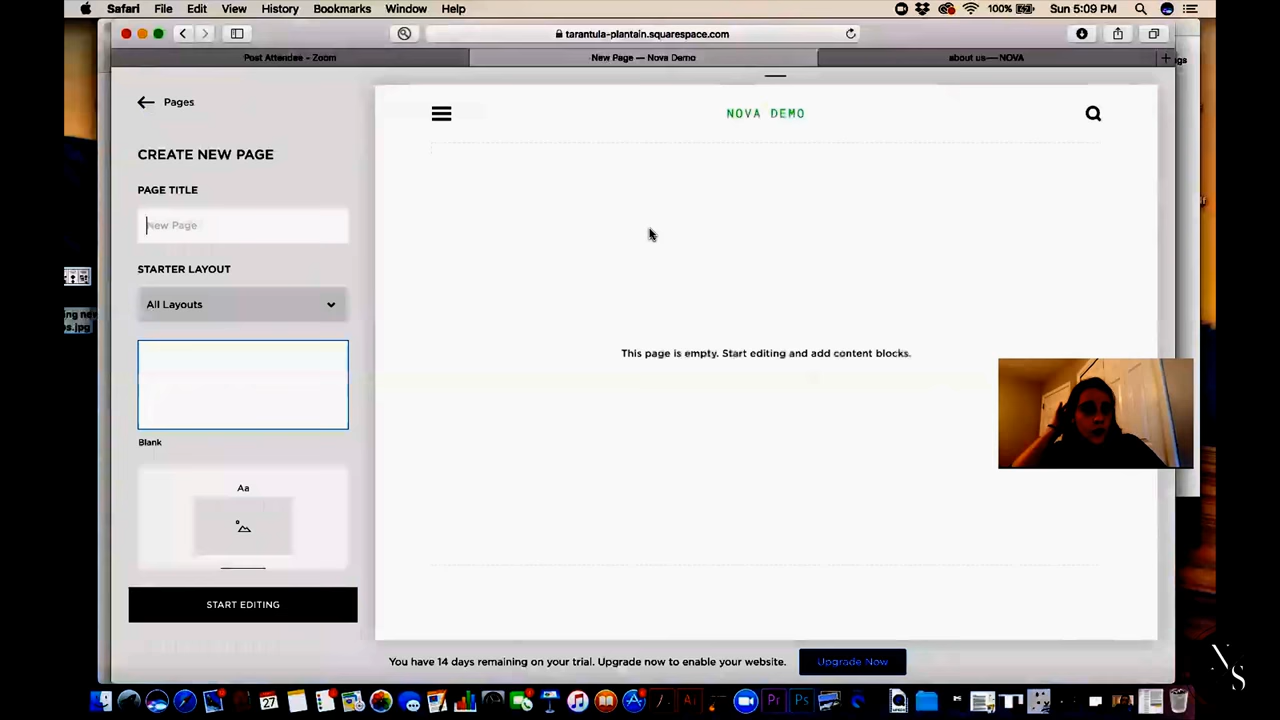 Safari File Edit View History Bookmarks Window Help 100% Sun 5:09 PM
tarantula-plantain.squarespace.com
Post Attendee - Zoom New Page — Nova Demo about us — NOVA
Pages
NOVA DEMO
CREATE NEW PAGE
PAGE TITLE
New Page
STARTER LAYOUT
All Layouts
This page is empty. Start editing and add content blocks.
Blank
Aa
START EDITING
You have 14 days remaining on your trial. Upgrade now to enable your website. Upgrade Now
27
Pr Ps
N
S